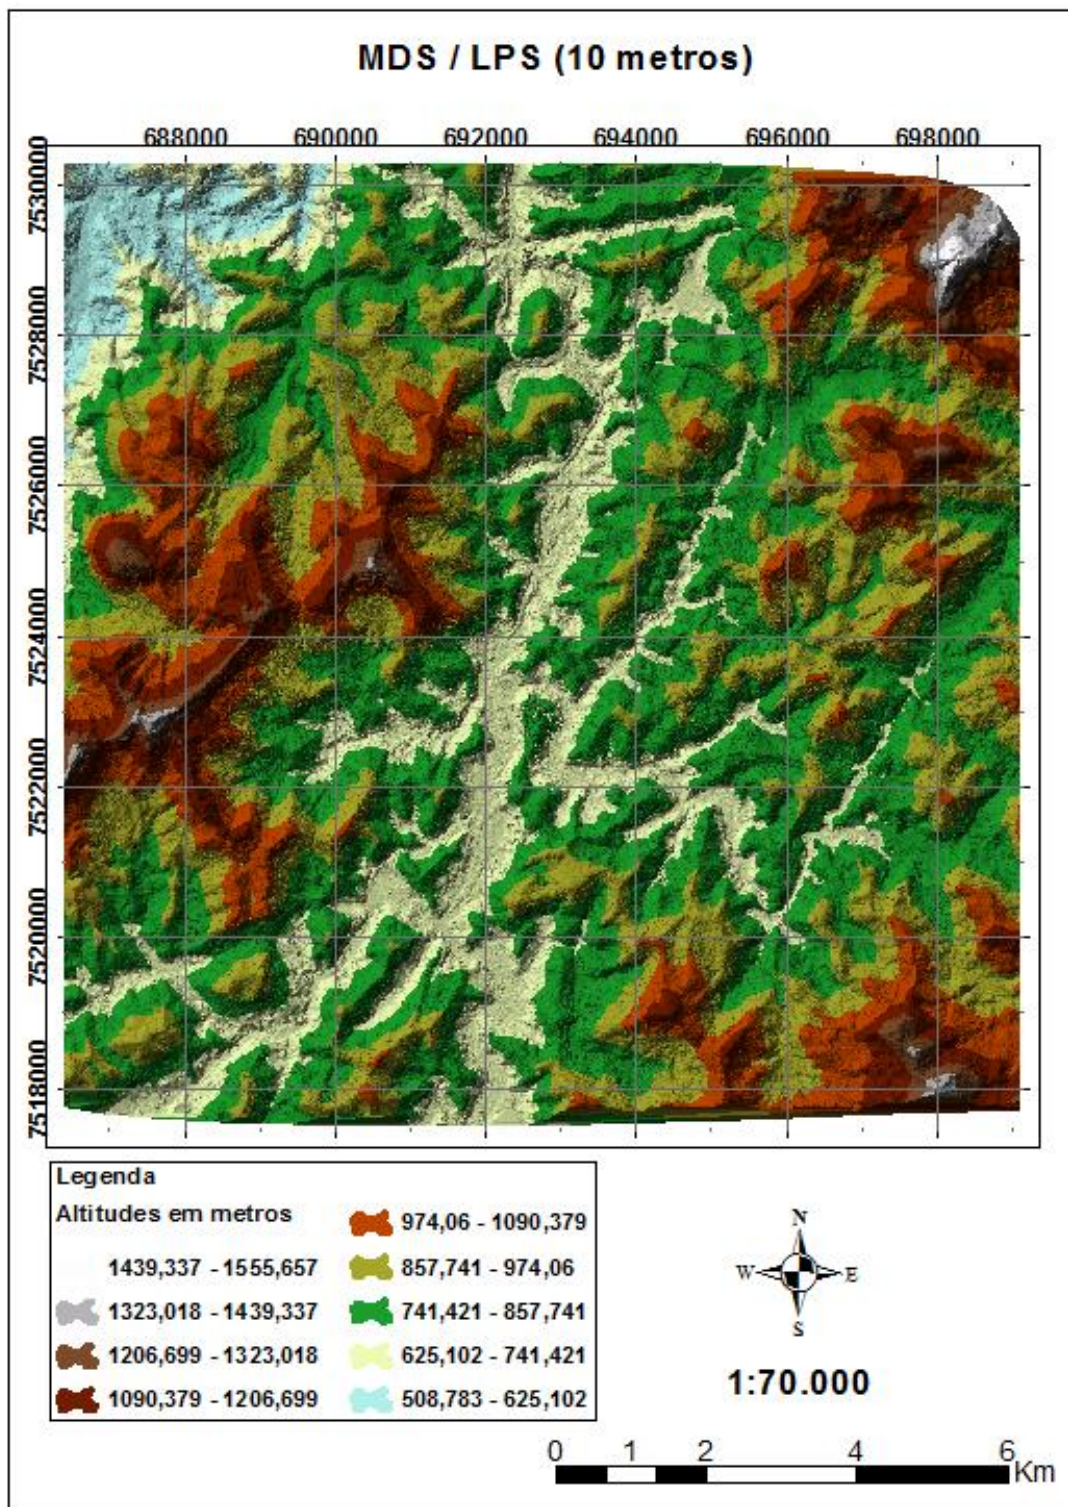 MDS / LPS (10 metros)
688000 690000 692000 694000 696000 698000
7530000
7528000
7526000
7524000
7522000
7520000
7518000
Legenda
Altitudes em metros
1439,337 - 1555,657
1323,018 - 1439,337
1206,699 - 1323,018
1090,379 - 1206,699
974,06 - 1090,379
857,741 - 974,06
741,421 - 857,741
625,102 - 741,421
508,783 - 625,102
N
W E
S
1:70.000
0 1 2 4 6
Km